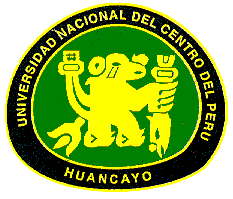 UNIVERSIDAD NACIONAL DEL CENTRO DEL PERU
HUANCAYO